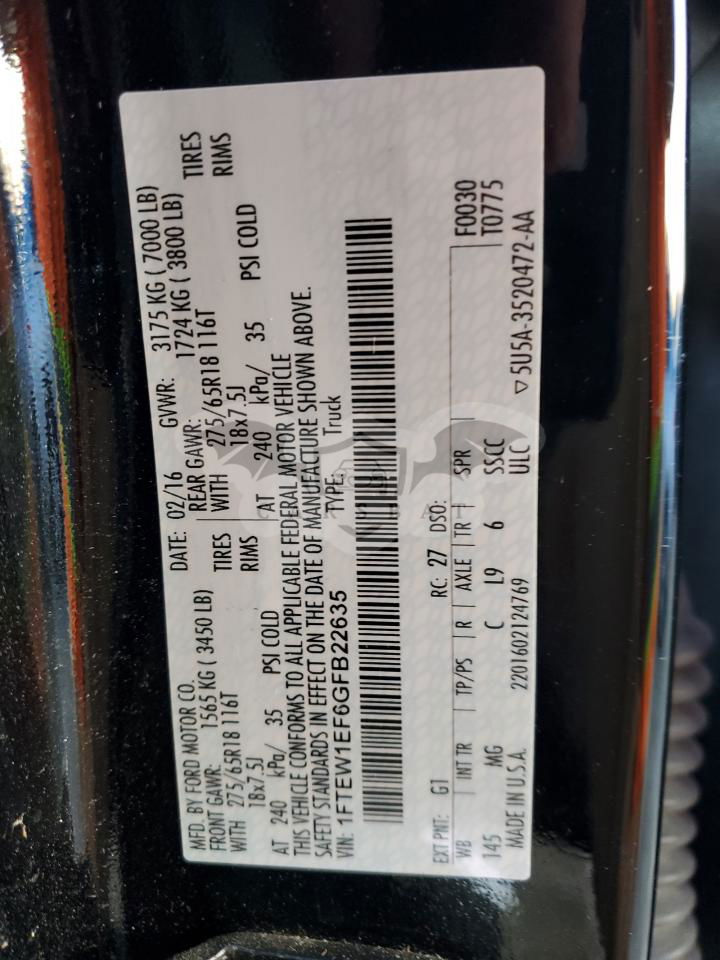 MFD. BY FORD MOTOR CO. DATE: 02/16 GVWR: 3175 KG ( 7000 LB)
FRONT GAWR: 1565 KG ( 3450 LB) REAR GAWR: 1724 KG ( 3800 LB)
WITH 275/65R18 116T TIRES WITH 275/65R18 116T TIRES
18x7.5J RIMS 18x7.5J RIMS
AT 240 kPa/ 35 PSI COLD AT 240 kPa/ 35 PSI COLD
THIS VEHICLE CONFORMS TO ALL APPLICABLE FEDERAL MOTOR VEHICLE
SAFETY STANDARDS IN EFFECT ON THE DATE OF MANUFACTURE SHOWN ABOVE.
VIN: 1FTEW1EF6GFB22635 TYPE: Truck
EXT PNT: G1 RC: 27 DSO: F0030
WB INT TR TP/PS R AXLE TR SPR T0775
145 MG C L9 6 SSCC
MADE IN U.S.A. 2201602124769 ULC ▽5U5A-3520472-AA